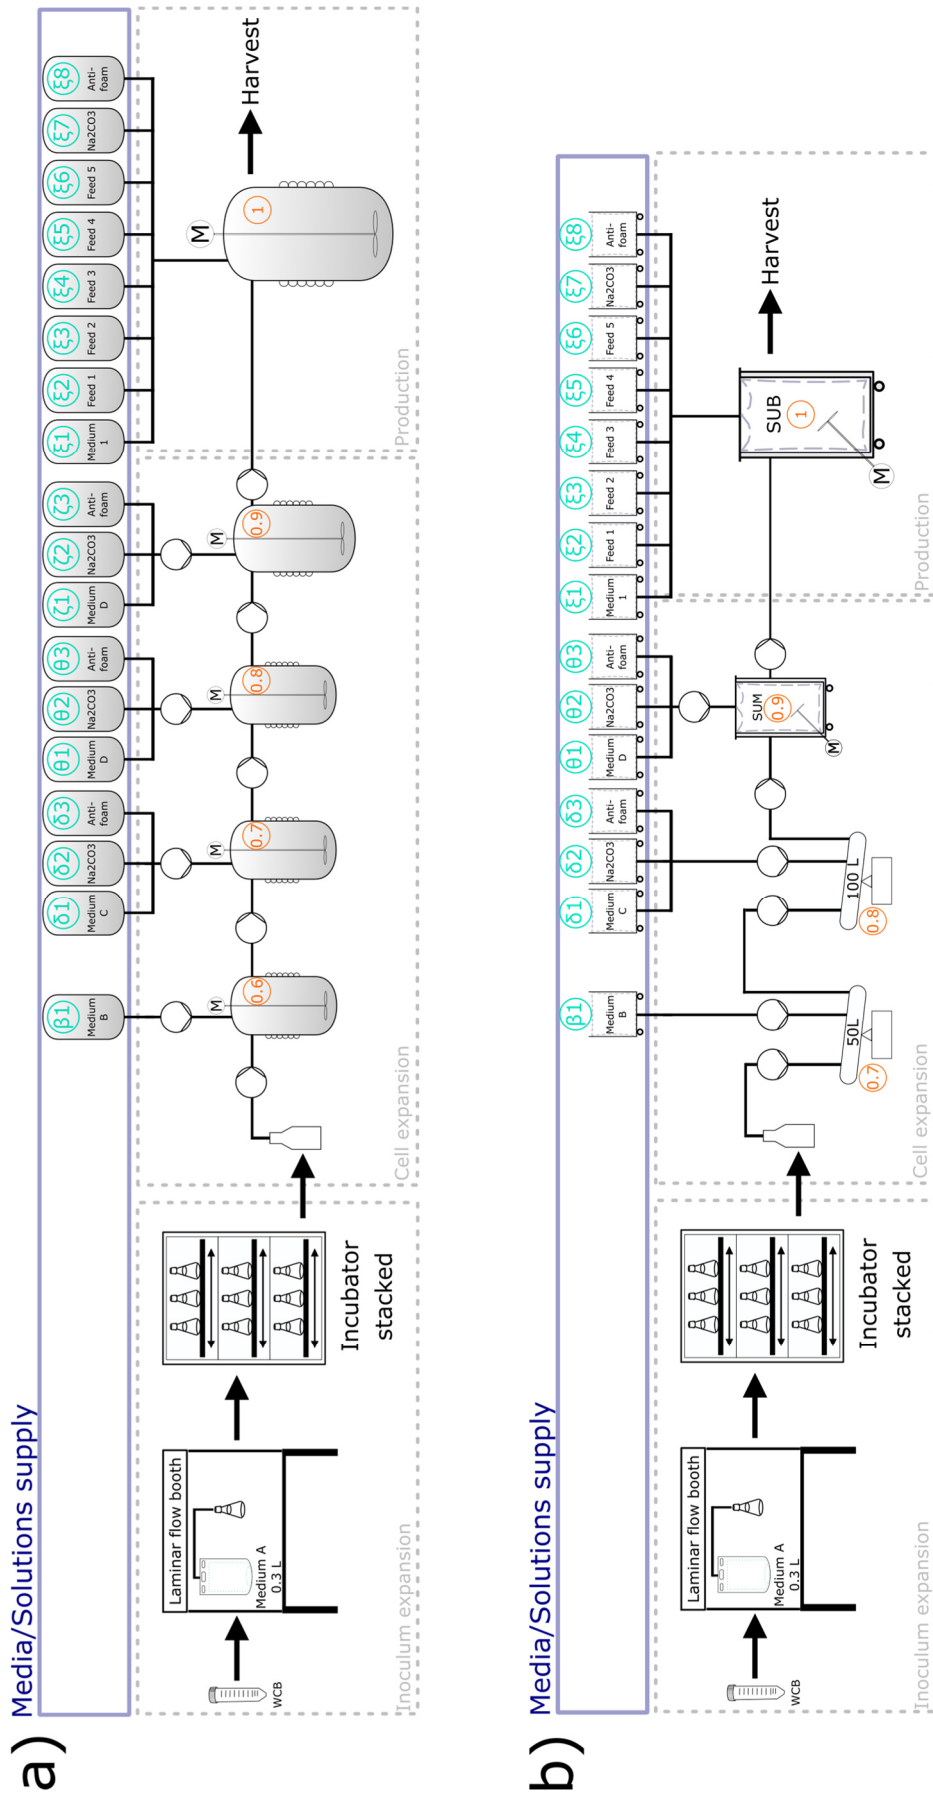 a)
Media/Solutions supply
β1
Medium
B
δ1
Medium
C
δ2
Na2CO3
δ3
Anti-
foam
θ1
Medium
D
θ2
Na2CO3
θ3
Anti-
foam
ζ1
Medium
D
ζ2
Na2CO3
ζ3
Anti-
foam
ξ1
Medium
1
ξ2
Feed 1
ξ3
Feed 2
ξ4
Feed 3
ξ5
Feed 4
ξ6
Feed 5
ξ7
Na2CO3
ξ8
Anti-
foam
WCB
Laminar flow booth
Medium A
0.3 L
Incubator
stacked
Inoculum expansion
M
0.6
M
0.7
M
0.8
M
0.9
Cell expansion
M
1
Harvest
Production
b)
Media/Solutions supply
β1
Medium
B
δ1
Medium
C
δ2
Na2CO3
δ3
Anti-
foam
θ1
Medium
D
θ2
Na2CO3
θ3
Anti-
foam
ξ1
Medium
1
ξ2
Feed 1
ξ3
Feed 2
ξ4
Feed 3
ξ5
Feed 4
ξ6
Feed 5
ξ7
Na2CO3
ξ8
Anti-
foam
WCB
Laminar flow booth
Medium A
0.3 L
Incubator
stacked
Inoculum expansion
50L
0.7
100 L
0.8
SUM
0.9
M
Cell expansion
SUB
1
M
Harvest
Production